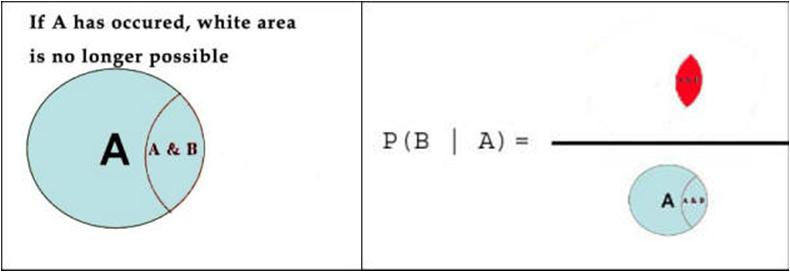 If A has occured, white area
is no longer possible
A
A & B
P(B | A) =
A
A & B